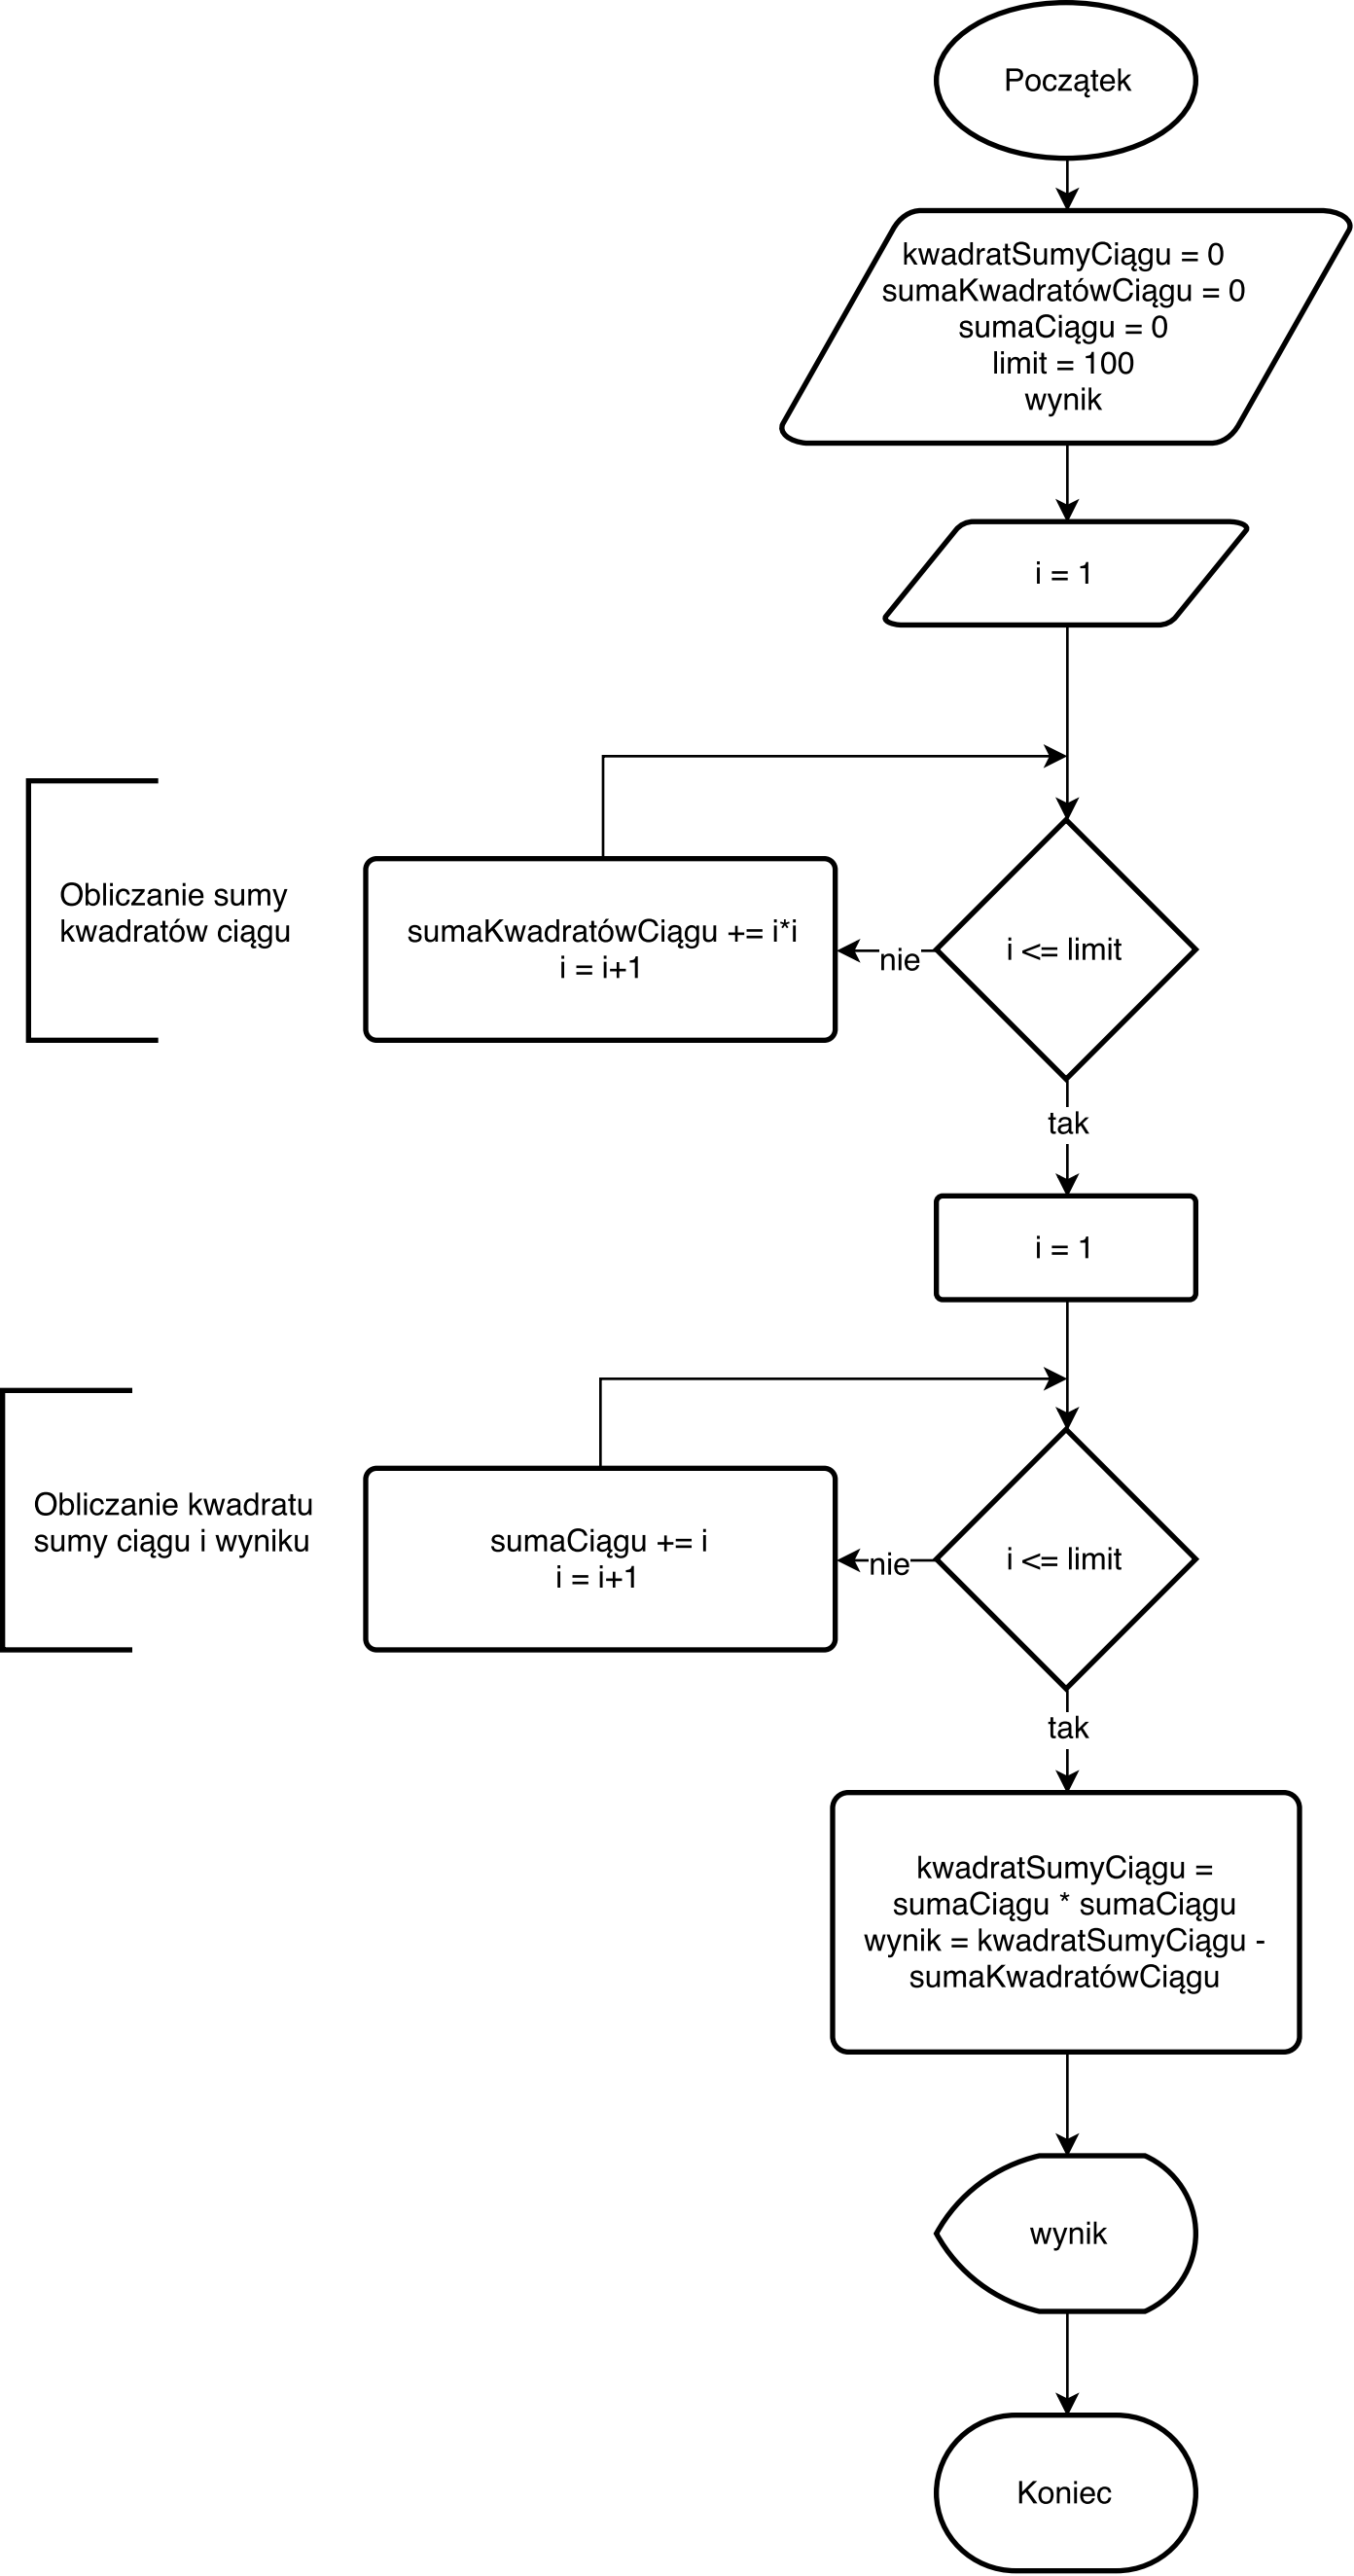 Początek
kwadratSumyCiągu = 0
sumaKwadratówCiągu = 0
sumaCiągu = 0
limit = 100
wynik
i = 1
Obliczanie sumy
kwadratów ciągu
sumaKwadratówCiągu += i*i
i = i+1
nie
i <= limit
tak
i = 1
Obliczanie kwadratu
sumy ciągu i wyniku
sumaCiągu += i
i = i+1
nie
i <= limit
tak
kwadratSumyCiągu =
sumaCiągu * sumaCiągu
wynik = kwadratSumyCiągu -
sumaKwadratówCiągu
wynik
Koniec